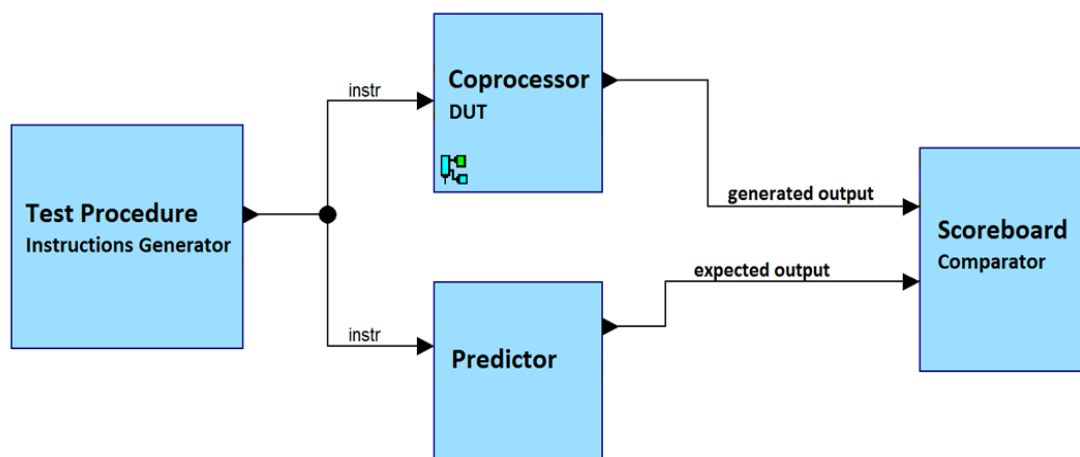 Test Procedure
Instructions Generator
instr
Coprocessor
DUT
instr
Predictor
generated output
expected output
Scoreboard
Comparator